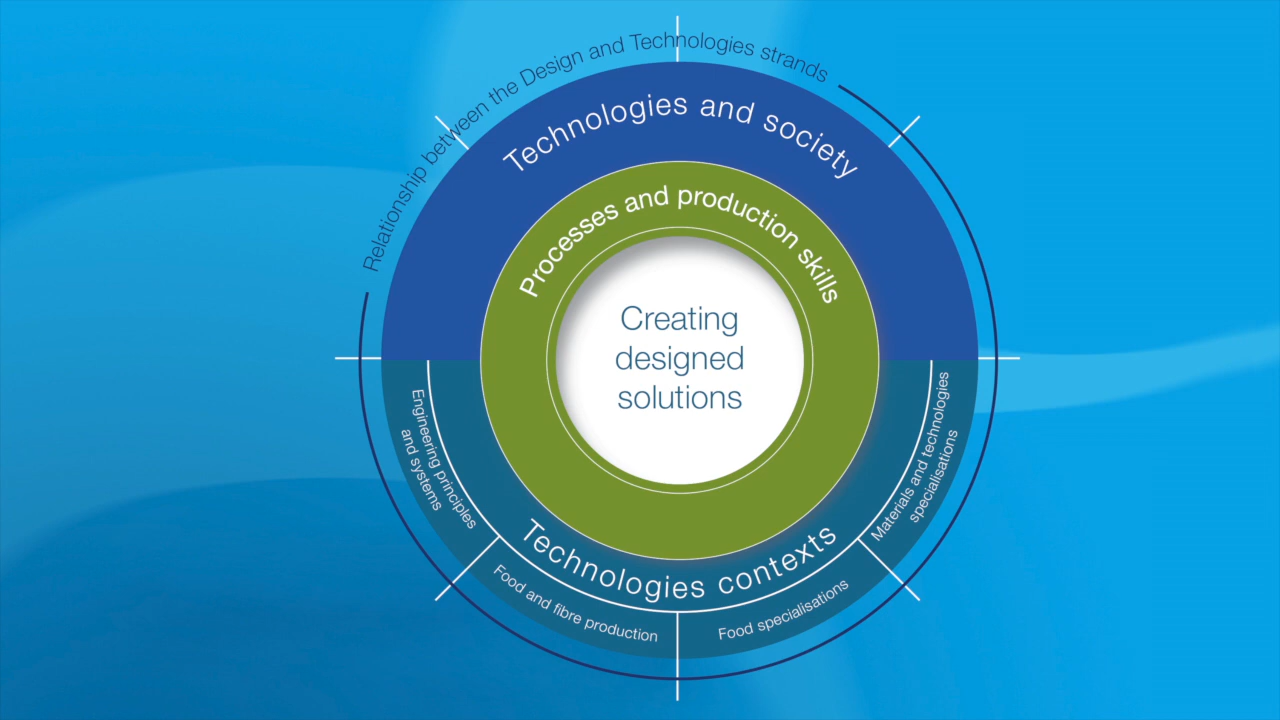 Relationship between the Design and Technologies strands
Technologies and society
Processes and production skills
Creating
designed
solutions
Technologies contexts
Engineering principles
and systems
Food and fibre production
Food specialisations
Materials and technologies
specialisations